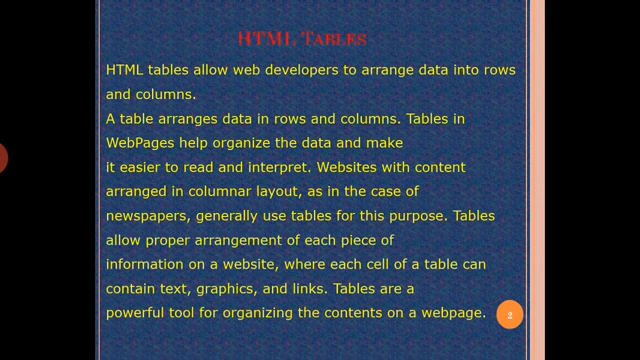 HTML TABLES
HTML tables allow web developers to arrange data into rows
and columns.
A table arranges data in rows and columns. Tables in
WebPages help organize the data and make
it easier to read and interpret. Websites with content
arranged in columnar layout, as in the case of
newspapers, generally use tables for this purpose. Tables
allow proper arrangement of each piece of
information on a website, where each cell of a table can
contain text, graphics, and links. Tables are a
powerful tool for organizing the contents on a webpage.
2